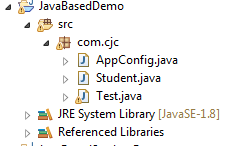 JavaBasedDemo
src
com.cjc
AppConfig.java
Student.java
Test.java
JRE System Library [JavaSE-1.8]
Referenced Libraries